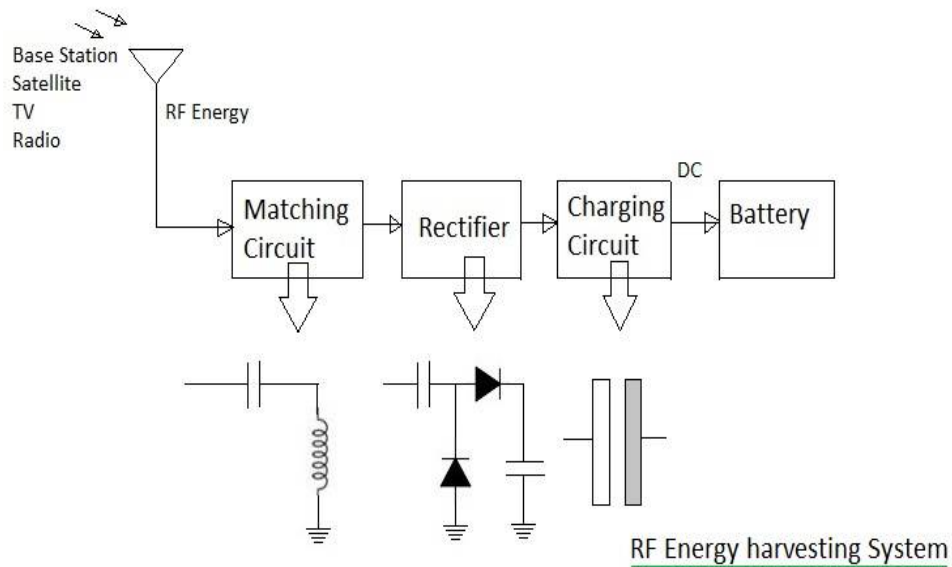 Base Station
Satellite
TV
Radio
RF Energy
Matching
Circuit
Rectifier
Charging
Circuit
DC
Battery
RF Energy harvesting System